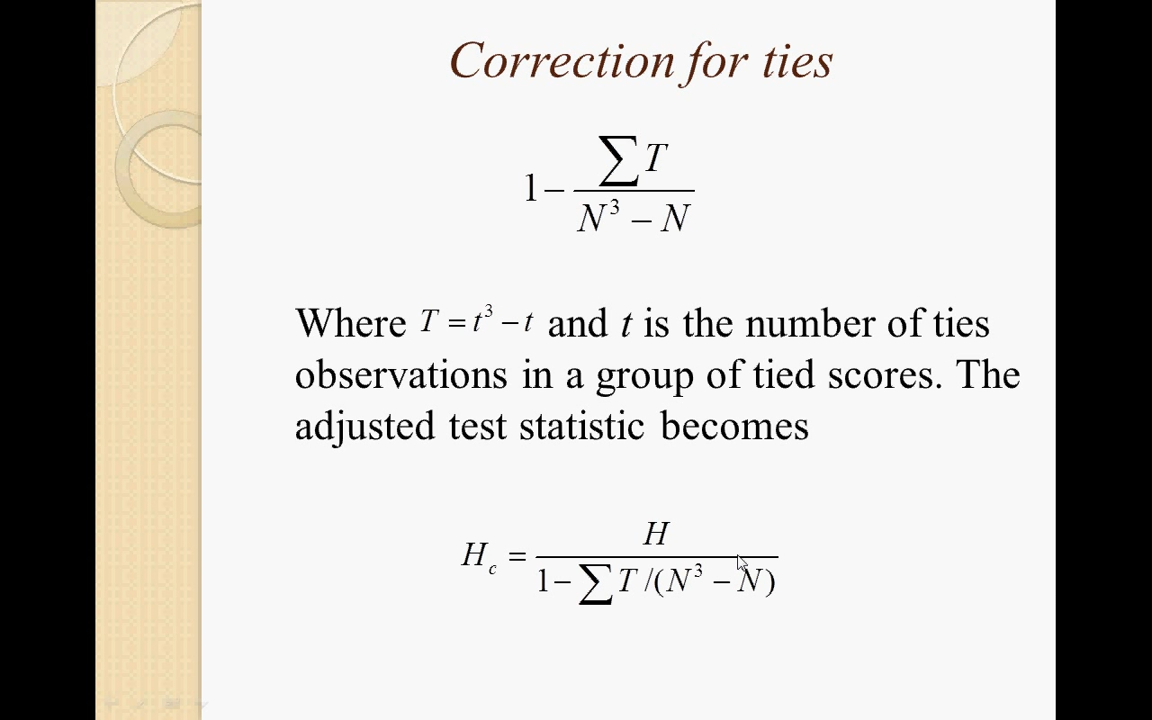 Correction for ties
1 − ∑T / (N³ − N)
Where T = t³ − t and t is the number of ties
observations in a group of tied scores. The
adjusted test statistic becomes
H_c = H / (1 − ∑T /(N³ − N))